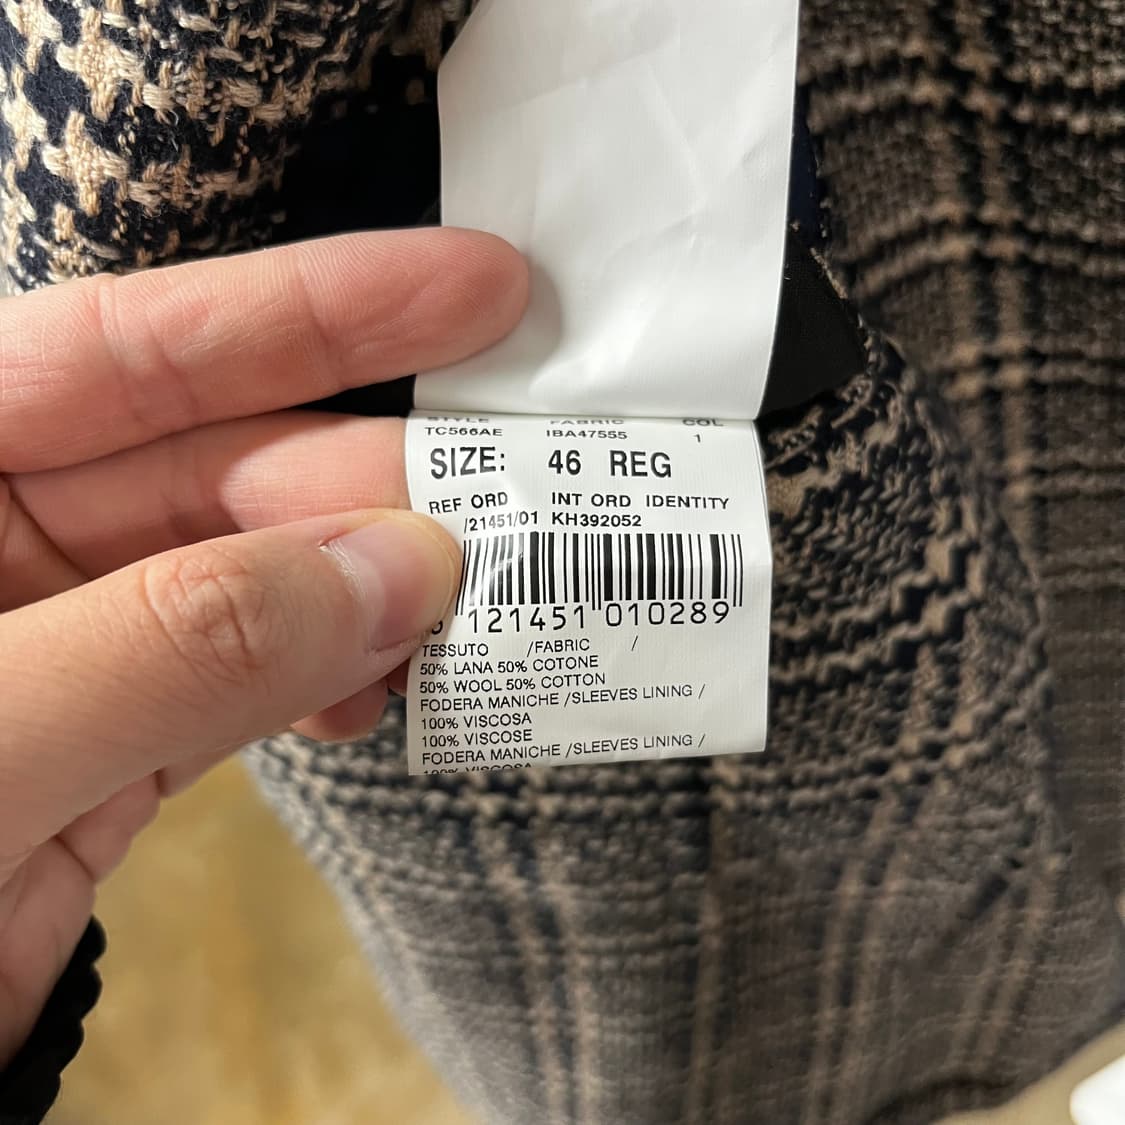 STYLE FABRIC COL
TC566AE IBA47555 1
SIZE: 46 REG
REF ORD INT ORD IDENTITY
/21451/01 KH392052
121451 010289
TESSUTO /FABRIC /
50% LANA 50% COTONE
50% WOOL 50% COTTON
FODERA MANICHE /SLEEVES LINING /
100% VISCOSA
100% VISCOSE
FODERA MANICHE /SLEEVES LINING /
100% VISCOSA